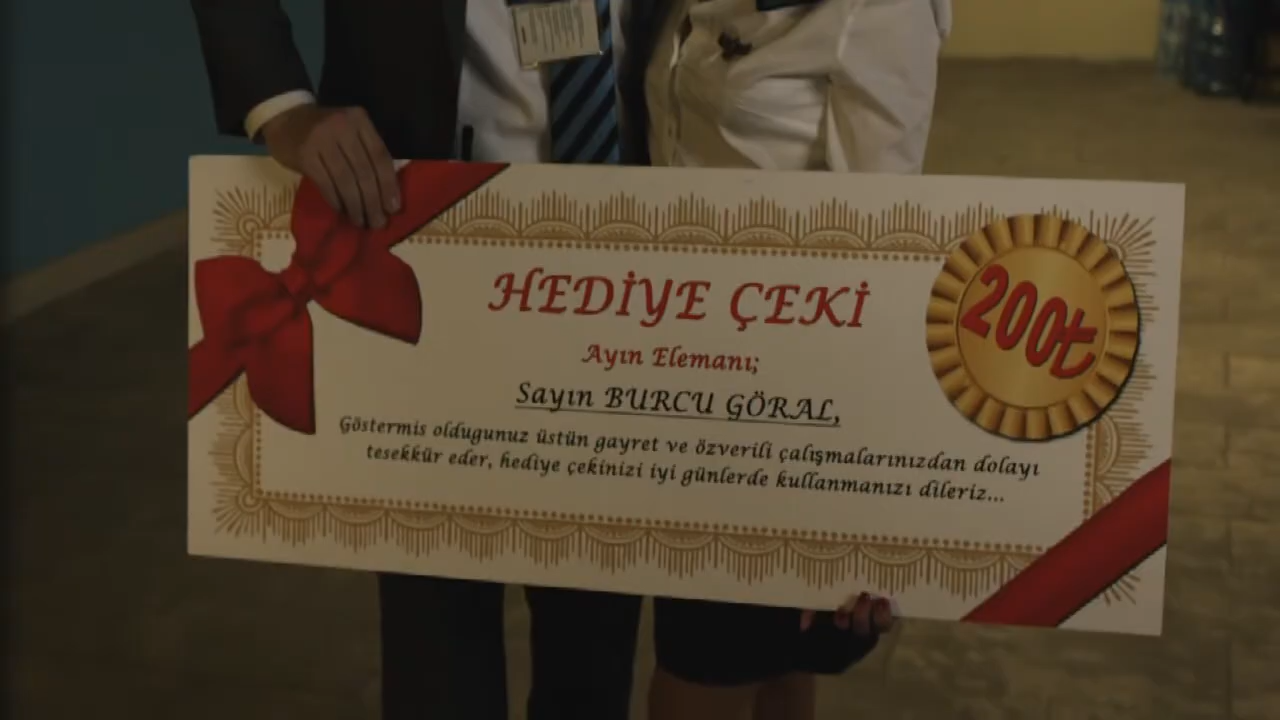 HEDİYE ÇEKİ
200₺
Ayın Elemanı;
Sayın BURCU GÖRAL,
Göstermis oldugunuz üstün gayret ve özverili çalışmalarınızdan dolayı
tesekkür eder, hediye çekinizi iyi günlerde kullanmanızı dileriz...